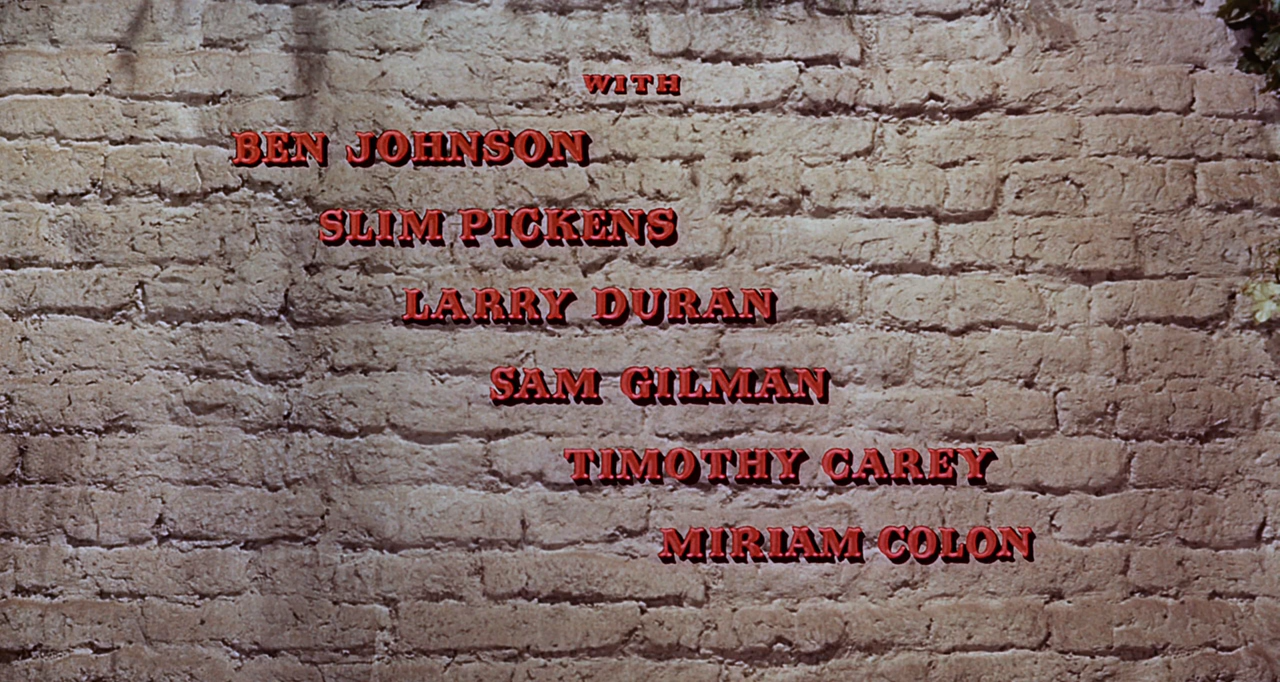 WITH
BEN JOHNSON
SLIM PICKENS
LARRY DURAN
SAM GILMAN
TIMOTHY CAREY
MIRIAM COLON